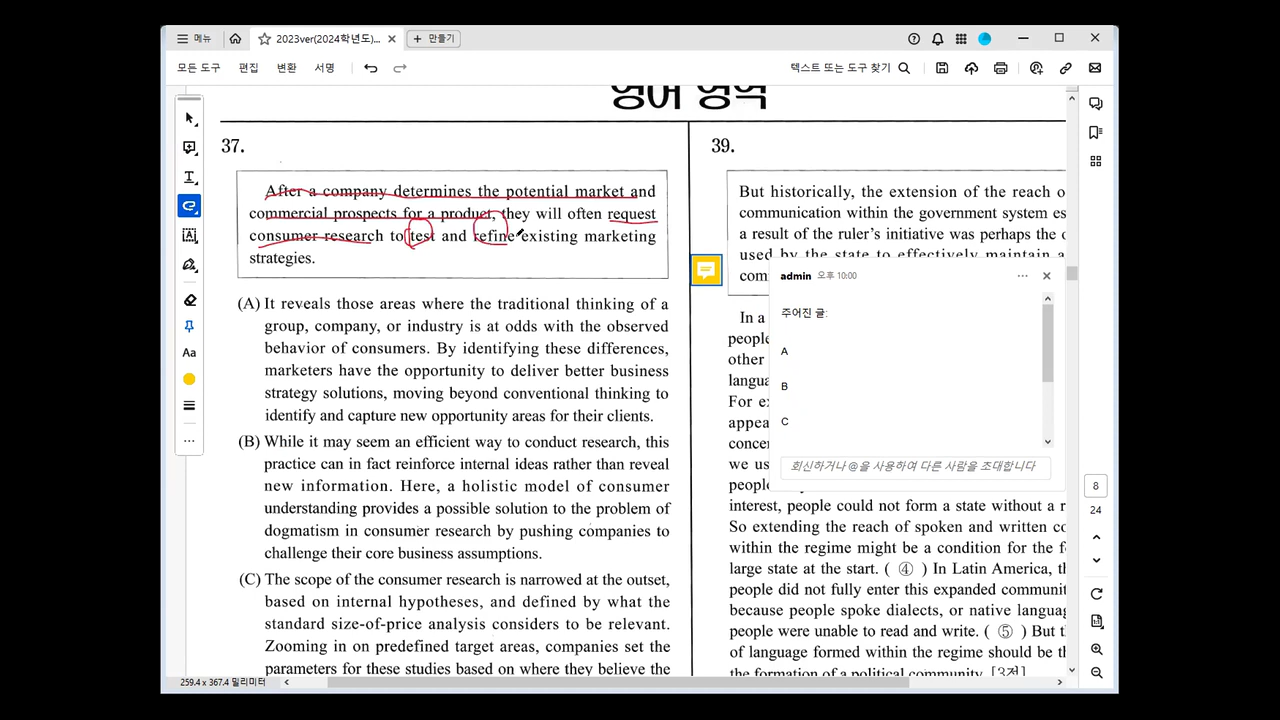 메뉴
2023ver(2024학년도)...
만들기
모든 도구
편집
변환
서명
텍스트 또는 도구 찾기
영어 영역
37.
After a company determines the potential market and
commercial prospects for a product, they will often request
consumer research to test and refine existing marketing
strategies.
(A) It reveals those areas where the traditional thinking of a
group, company, or industry is at odds with the observed
behavior of consumers. By identifying these differences,
marketers have the opportunity to deliver better business
strategy solutions, moving beyond conventional thinking to
identify and capture new opportunity areas for their clients.
(B) While it may seem an efficient way to conduct research, this
practice can in fact reinforce internal ideas rather than reveal
new information. Here, a holistic model of consumer
understanding provides a possible solution to the problem of
dogmatism in consumer research by pushing companies to
challenge their core business assumptions.
(C) The scope of the consumer research is narrowed at the outset,
based on internal hypotheses, and defined by what the
standard size-of-price analysis considers to be relevant.
Zooming in on predefined target areas, companies set the
parameters for these studies based on where they believe the
39.
But historically, the extension of the reach o
communication within the government system es
a result of the ruler's initiative was perhaps the
used by the state to effectively maintain a
com
In a
people
other
langua
For ex
appea
conce
we us
people
interest, people could not form a state without a r
So extending the reach of spoken and written co
within the regime might be a condition for the f
large state at the start. ( ④ ) In Latin America, th
people did not fully enter this expanded communit
because people spoke dialects, or native languag
people were unable to read and write. ( ⑤ ) But t
of language formed within the regime should be t
the formation of a political community. [3점]
admin 오후 10:00
주어진 글:
A
B
C
회신하거나 @을 사용하여 다른 사람을 초대합니다
Aa
8
24
259.4 x 367.4 밀리미터